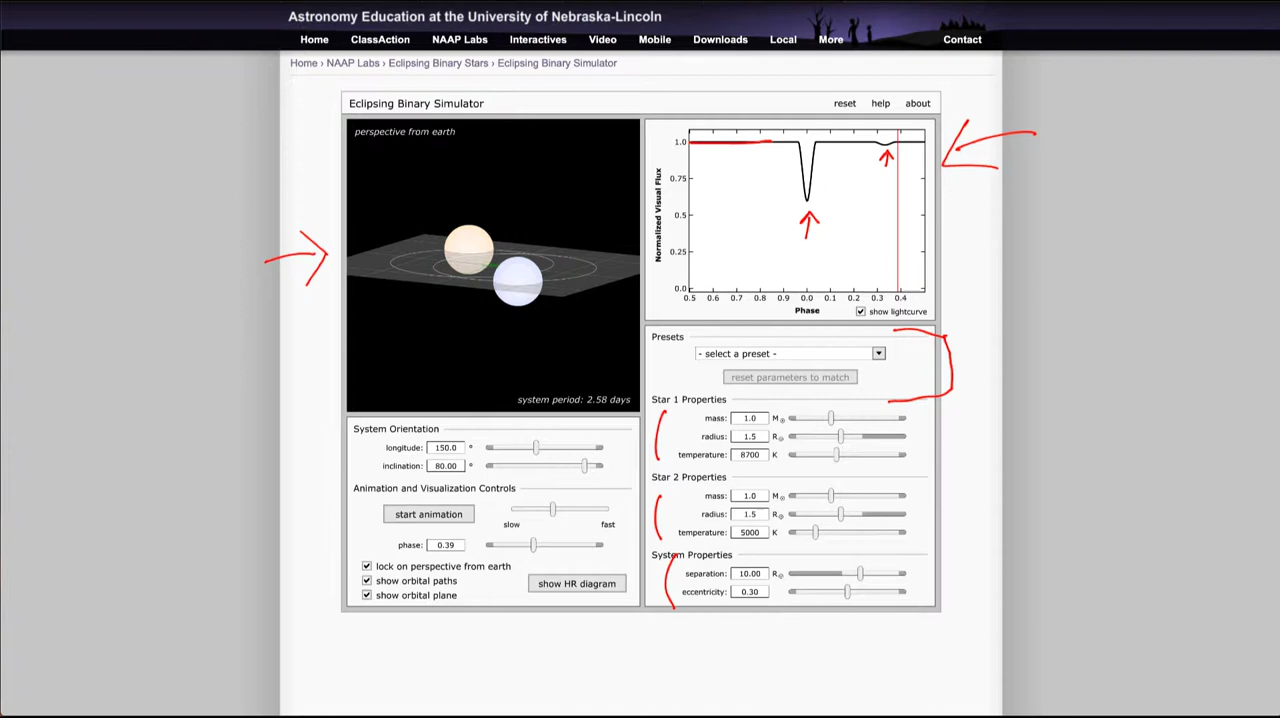 Astronomy Education at the University of Nebraska-Lincoln
Home ClassAction NAAP Labs Interactives Video Mobile Downloads Local More Contact
Home › NAAP Labs › Eclipsing Binary Stars › Eclipsing Binary Simulator
Eclipsing Binary Simulator reset help about
perspective from earth
system period: 2.58 days
Normalized Visual Flux
1.0
0.75
0.5
0.25
0.0
0.5 0.6 0.7 0.8 0.9 0.0 0.1 0.2 0.3 0.4
Phase
show lightcurve
System Orientation
longitude: 150.0 °
inclination: 80.00 °
Animation and Visualization Controls
start animation
slow fast
phase: 0.39
lock on perspective from earth
show orbital paths
show orbital plane
show HR diagram
Presets
- select a preset -
reset parameters to match
Star 1 Properties
mass: 1.0 M⊙
radius: 1.5 R⊙
temperature: 8700 K
Star 2 Properties
mass: 1.0 M⊙
radius: 1.5 R⊙
temperature: 5000 K
System Properties
separation: 10.00 R⊙
eccentricity: 0.30